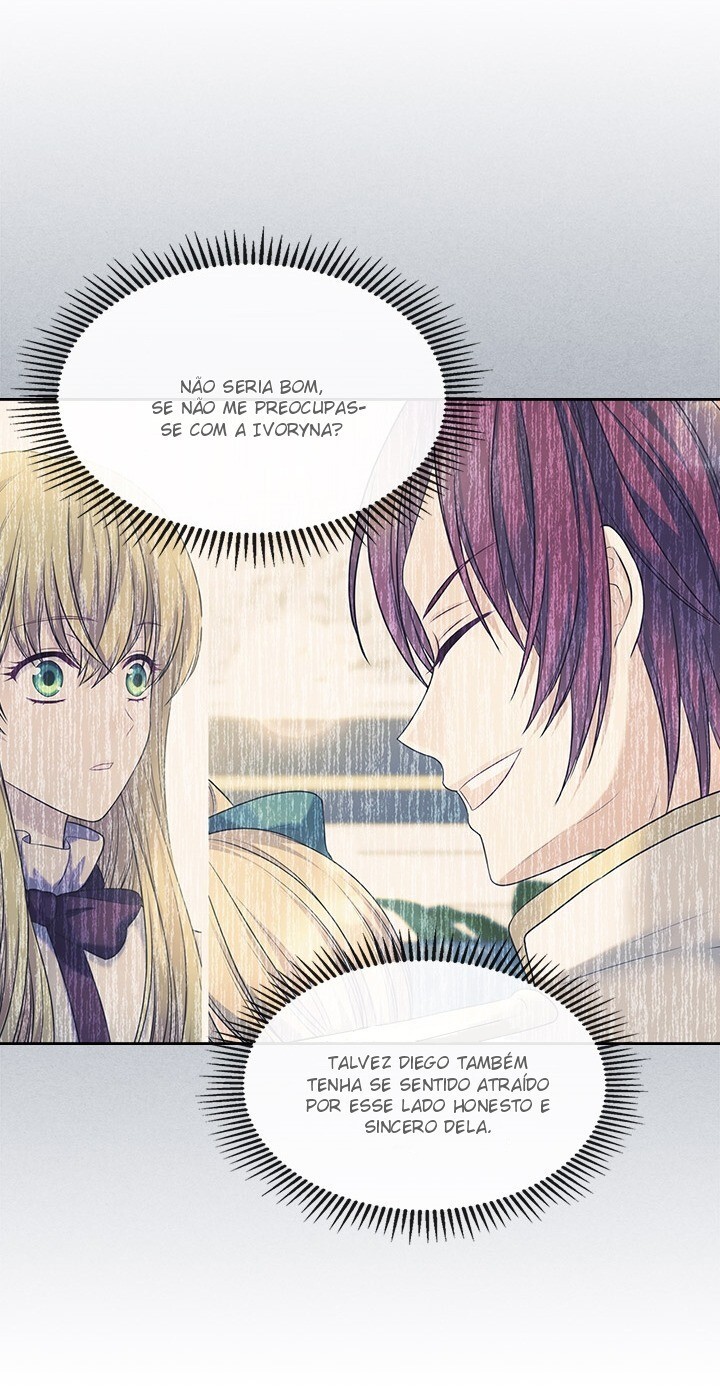 NÃO SERIA BOM,
SE NÃO ME PREOCUPAS-
SE COM A IVORYNA?
TALVEZ DIEGO TAMBÉM
TENHA SE SENTIDO ATRAÍDO
POR ESSE LADO HONESTO E
SINCERO DELA.